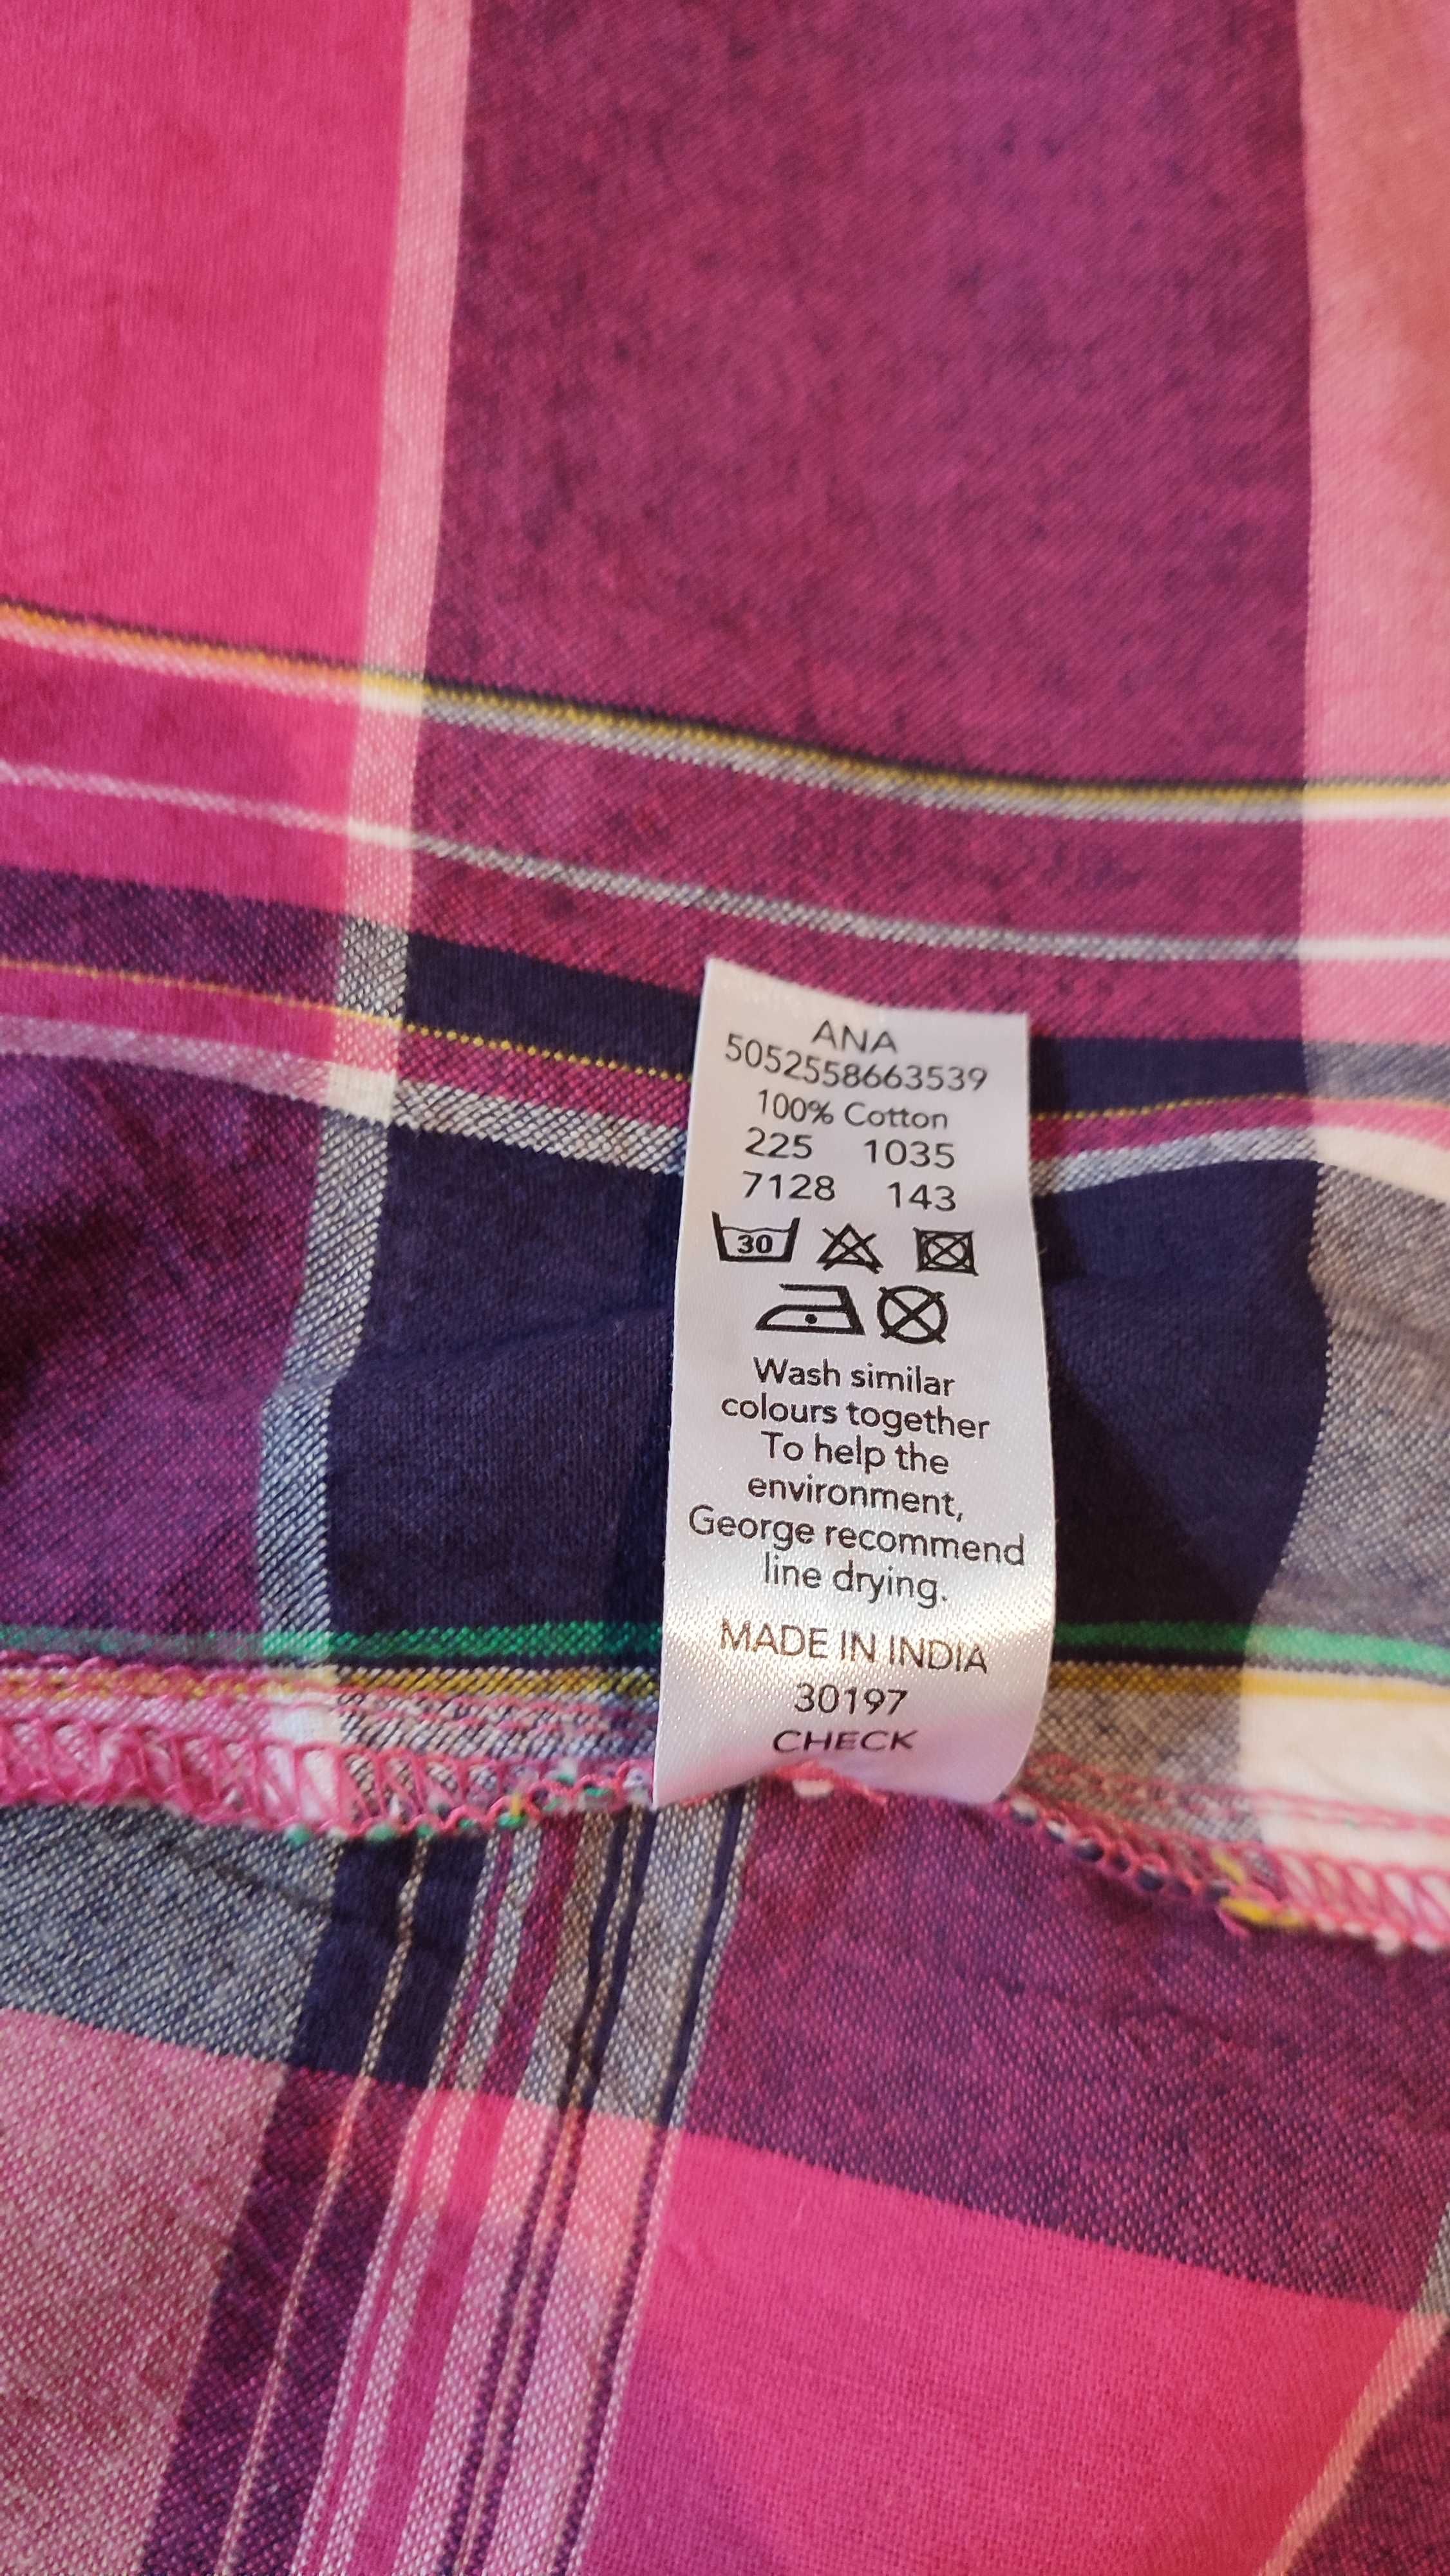 ANA
5052558663539
100% Cotton
225 1035
7128 143
30
Wash similar
colours together
To help the
environment,
George recommend
line drying.
MADE IN INDIA
30197
CHECK